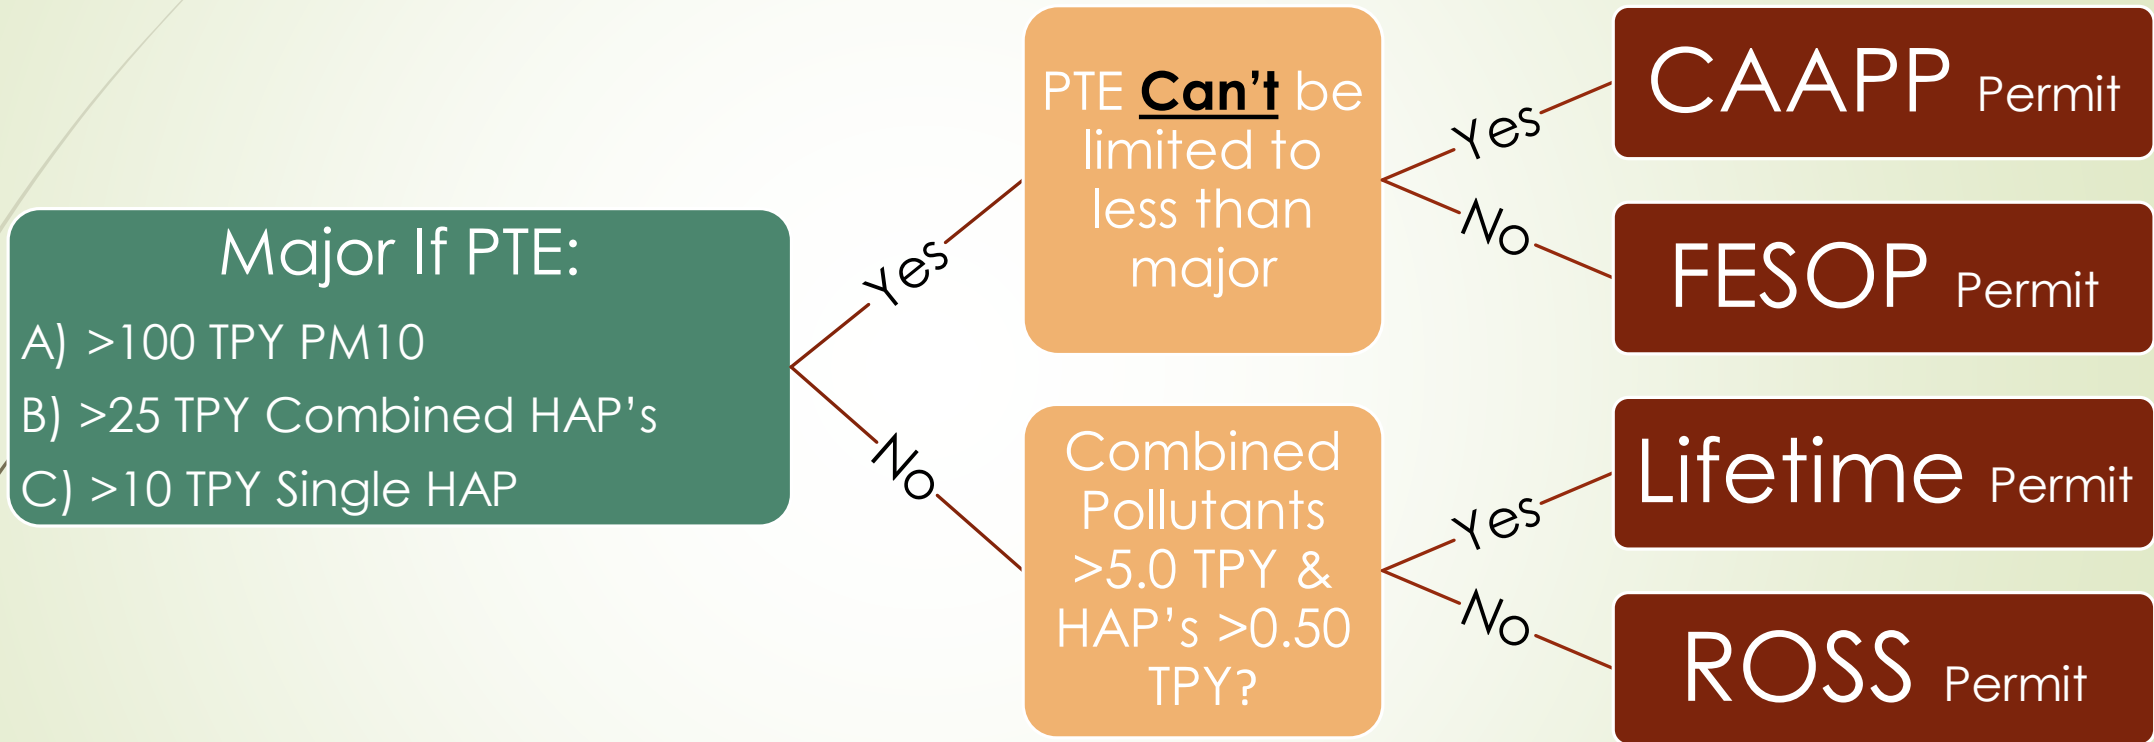 Major If PTE:
A) >100 TPY PM10
B) >25 TPY Combined HAP's
C) >10 TPY Single HAP
Yes
No
PTE Can't be
limited to
less than
major
Yes
No
Combined
Pollutants
>5.0 TPY &
HAP's >0.50
TPY?
Yes
No
CAAPP Permit
FESOP Permit
Lifetime Permit
ROSS Permit